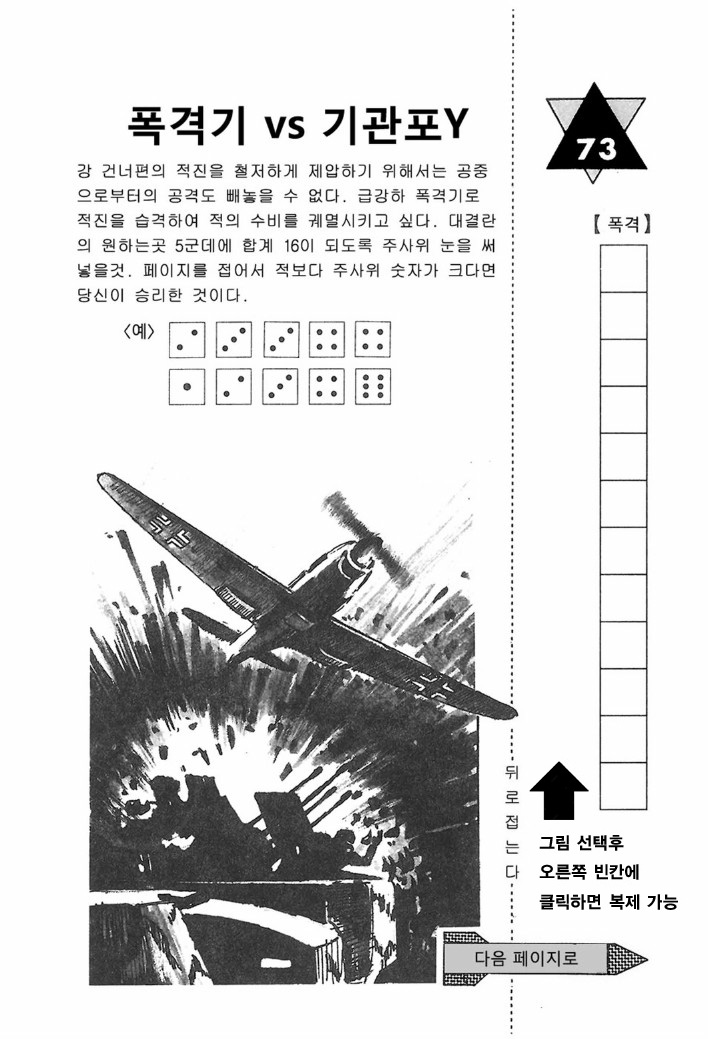 폭격기 vs 기관포Y
강 건너편의 적진을 철저하게 제압하기 위해서는 공중
으로부터의 공격도 빼놓을 수 없다. 급강하 폭격기로
적진을 습격하여 적의 수비를 궤멸시키고 싶다. 대결란
의 원하는곳 5군데에 합계 16이 되도록 주사위 눈을 써
넣을것. 페이지를 접어서 적보다 주사위 숫자가 크다면
당신이 승리한 것이다.
〈예〉
73
【 폭격】
뒤로접는다
그림 선택후
오른쪽 빈칸에
클릭하면 복제 가능
다음 페이지로